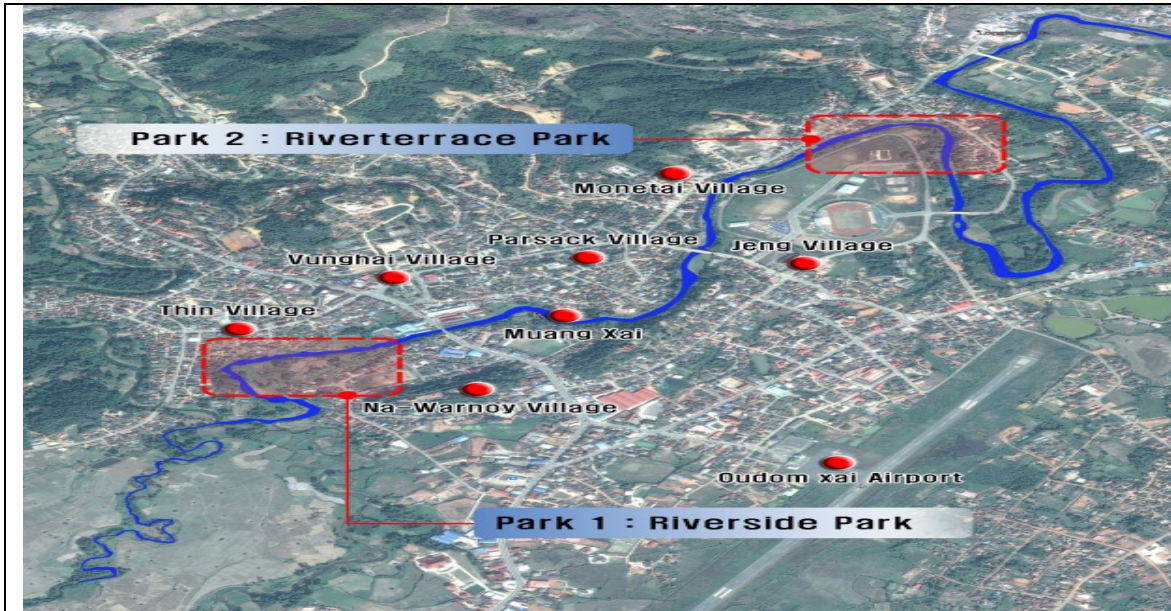 Park 2 : Riverterrace Park
Monetai Village
Parsack Village
Jeng Village
Vunghai Village
Thin Village
Muang Xai
Na-Warnoy Village
Oudom xai Airport
Park 1 : Riverside Park